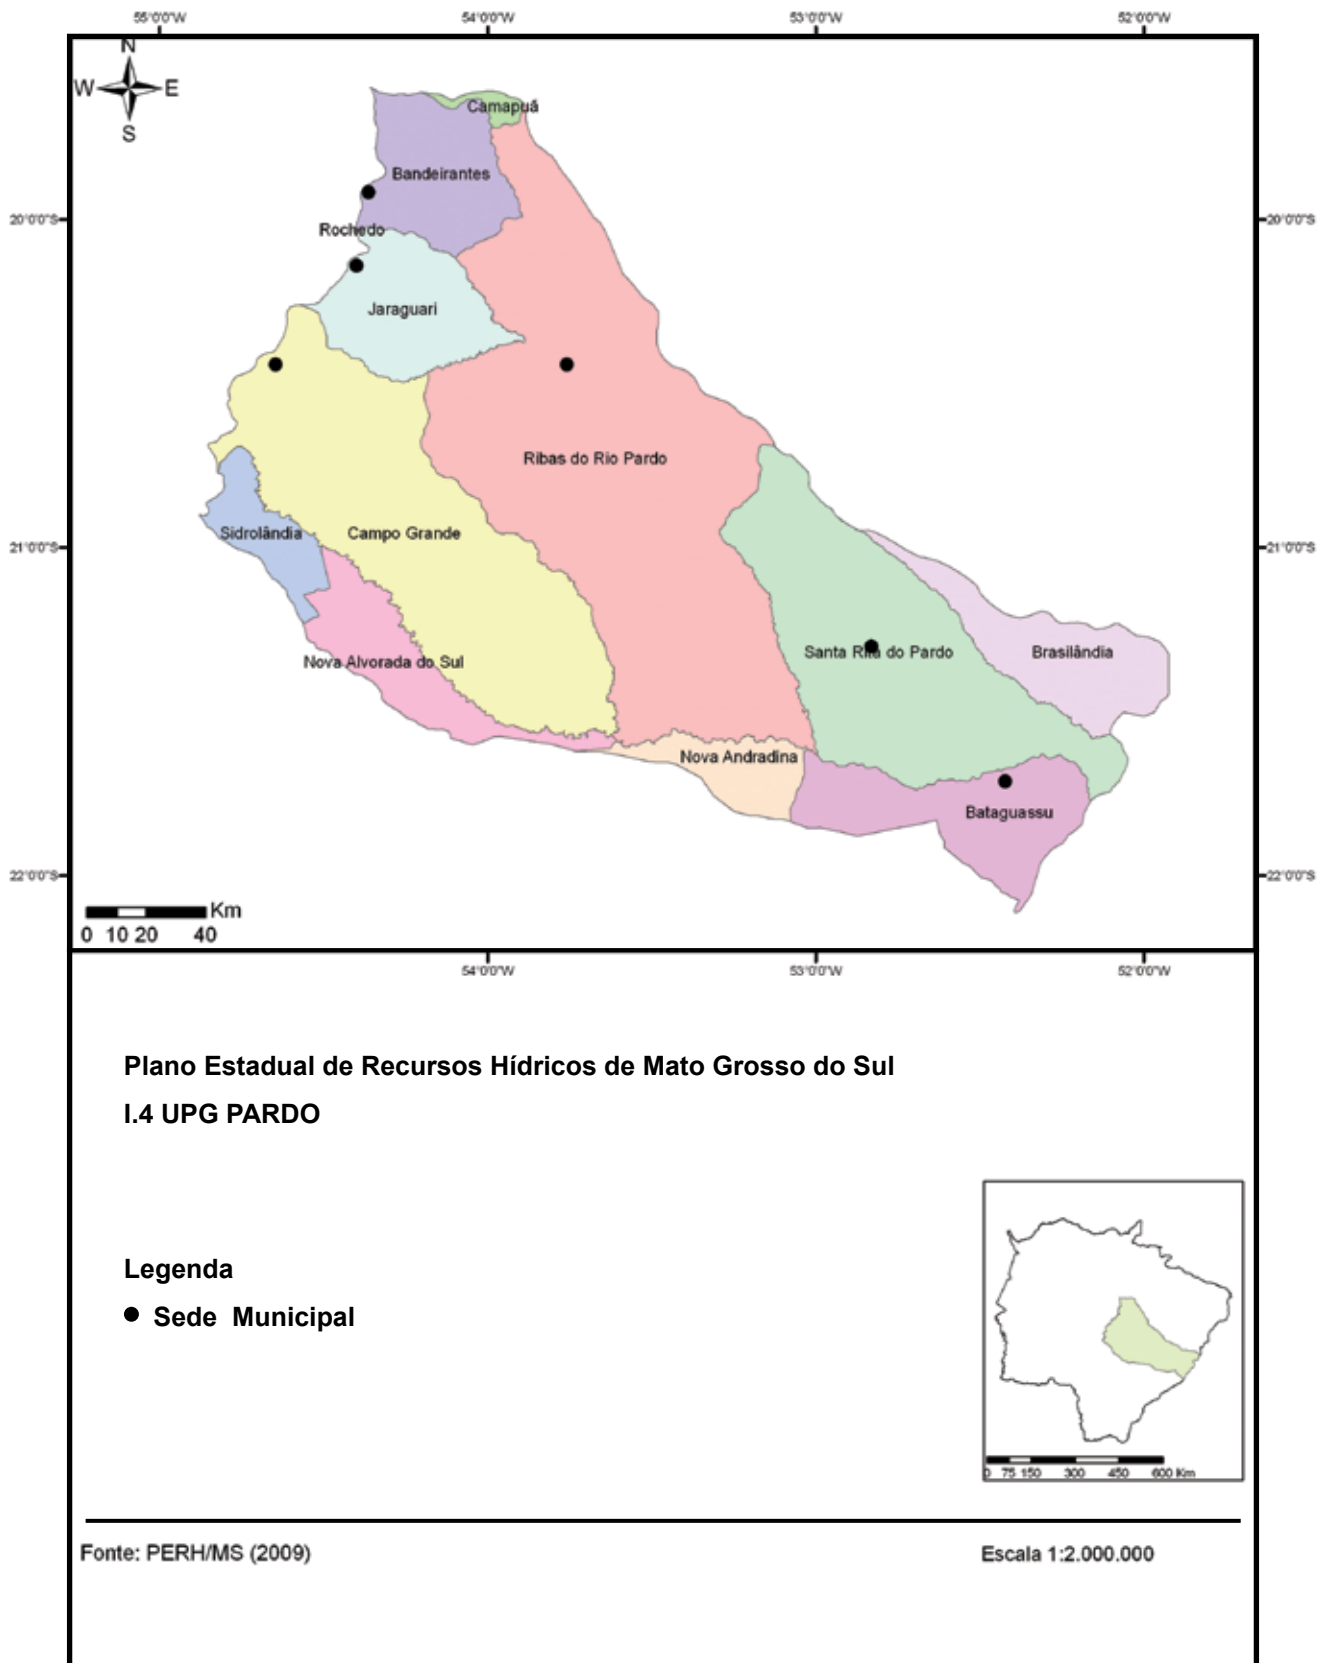 55°0'0"W 54°0'0"W 53°0'0"W 52°0'0"W
N
W E
S
Camapuã
Bandeirantes
20°0'0"S 20°0'0"S
Rochedo
Jaraguari
Ribas do Rio Pardo
Sidrolândia Campo Grande
21°0'0"S 21°0'0"S
Santa Rita do Pardo Brasilândia
Nova Alvorada do Sul
Nova Andradina
Bataguassu
22°0'0"S 22°0'0"S
Km
0 10 20 40
54°0'0"W 53°0'0"W 52°0'0"W
Plano Estadual de Recursos Hídricos de Mato Grosso do Sul
I.4 UPG PARDO
Legenda
Sede Municipal
0 75 150 300 450 600 Km
Fonte: PERH/MS (2009) Escala 1:2.000.000